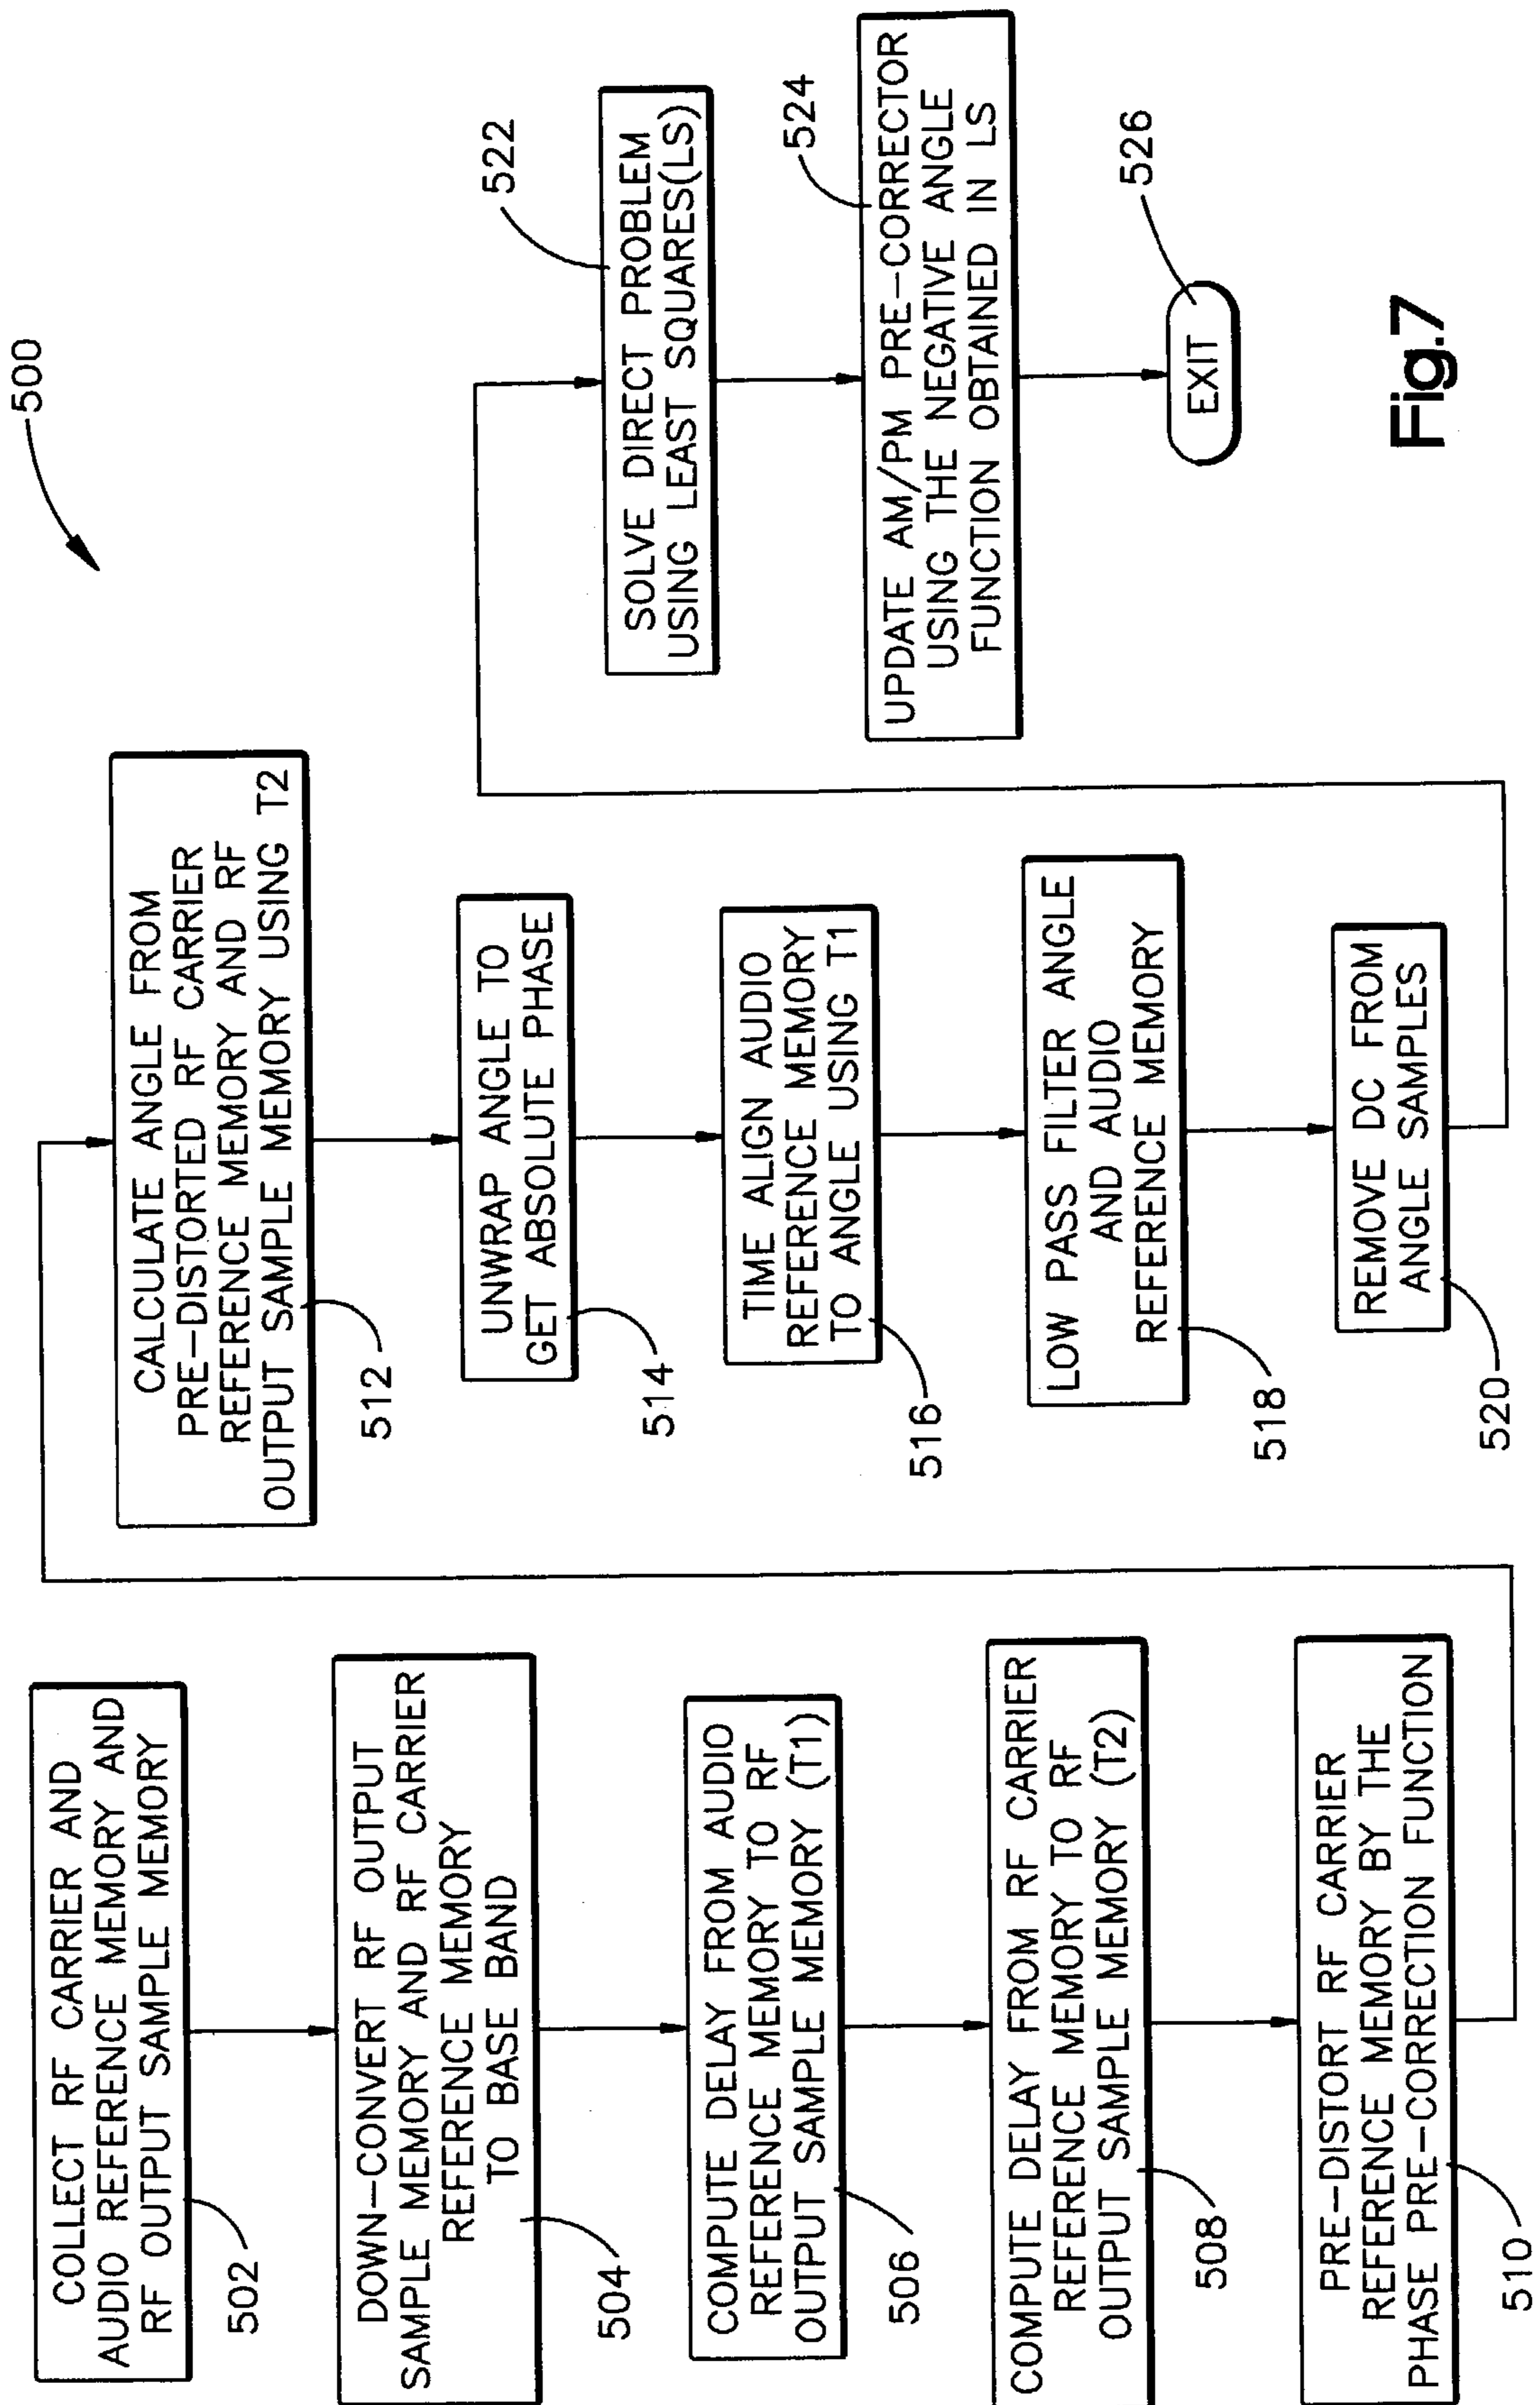 500
COLLECT RF CARRIER AND
AUDIO REFERENCE MEMORY AND
RF OUTPUT SAMPLE MEMORY
502
DOWN-CONVERT RF OUTPUT
SAMPLE MEMORY AND RF CARRIER
REFERENCE MEMORY
TO BASE BAND
504
COMPUTE DELAY FROM AUDIO
REFERENCE MEMORY TO RF
OUTPUT SAMPLE MEMORY (T1)
506
COMPUTE DELAY FROM RF CARRIER
REFERENCE MEMORY TO RF
OUTPUT SAMPLE MEMORY (T2)
508
PRE-DISTORT RF CARRIER
REFERENCE MEMORY BY THE
PHASE PRE-CORRECTION FUNCTION
510
CALCULATE ANGLE FROM
PRE-DISTORTED RF CARRIER
REFERENCE MEMORY AND RF
OUTPUT SAMPLE MEMORY USING T2
512
UNWRAP ANGLE TO
GET ABSOLUTE PHASE
514
TIME ALIGN AUDIO
REFERENCE MEMORY
TO ANGLE USING T1
516
LOW PASS FILTER ANGLE
AND AUDIO
REFERENCE MEMORY
518
REMOVE DC FROM
ANGLE SAMPLES
520
SOLVE DIRECT PROBLEM
USING LEAST SQUARES(LS)
522
UPDATE AM/PM PRE-CORRECTOR
USING THE NEGATIVE ANGLE
FUNCTION OBTAINED IN LS
524
EXIT
526
Fig.7